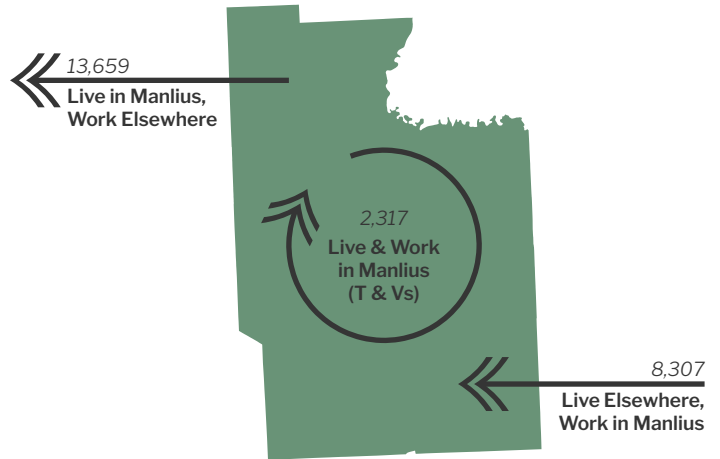 13,659
Live in Manlius,
Work Elsewhere
2,317
Live & Work
in Manlius
(T & Vs)
8,307
Live Elsewhere,
Work in Manlius